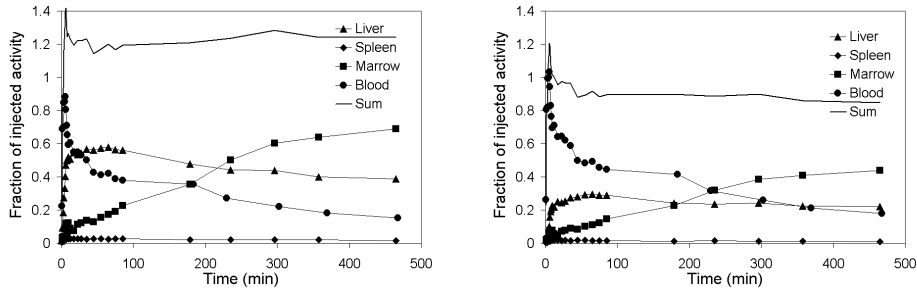 Fraction of injected activity
1.4
1.2
1
0.8
0.6
0.4
0.2
0
0 100 200 300 400 500
Time (min)
Liver
Spleen
Marrow
Blood
Sum
Fraction of injected activity
1.4
1.2
1
0.8
0.6
0.4
0.2
0
0 100 200 300 400 500
Time (min)
Liver
Spleen
Marrow
Blood
Sum